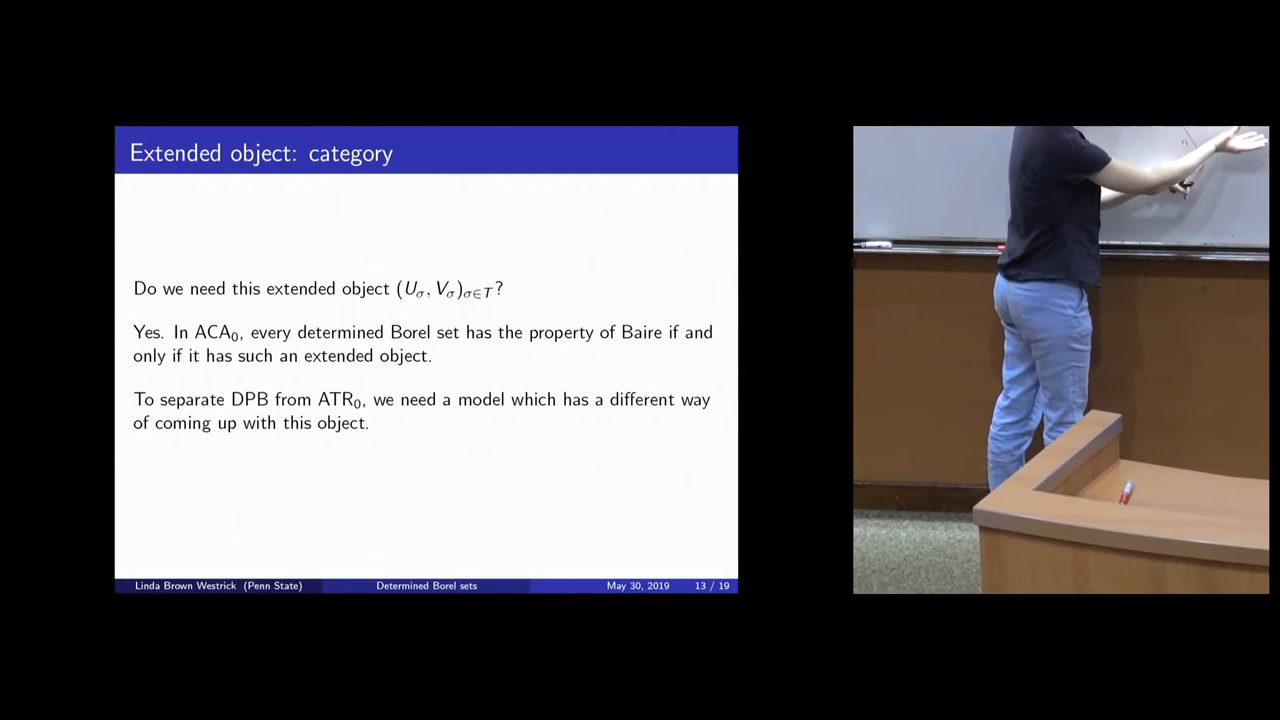 Extended object: category
Do we need this extended object (U_σ, V_σ)_{σ∈T}?
Yes. In ACA₀, every determined Borel set has the property of Baire if and
only if it has such an extended object.
To separate DPB from ATR₀, we need a model which has a different way
of coming up with this object.
Linda Brown Westrick (Penn State) Determined Borel sets May 30, 2019 13 / 19